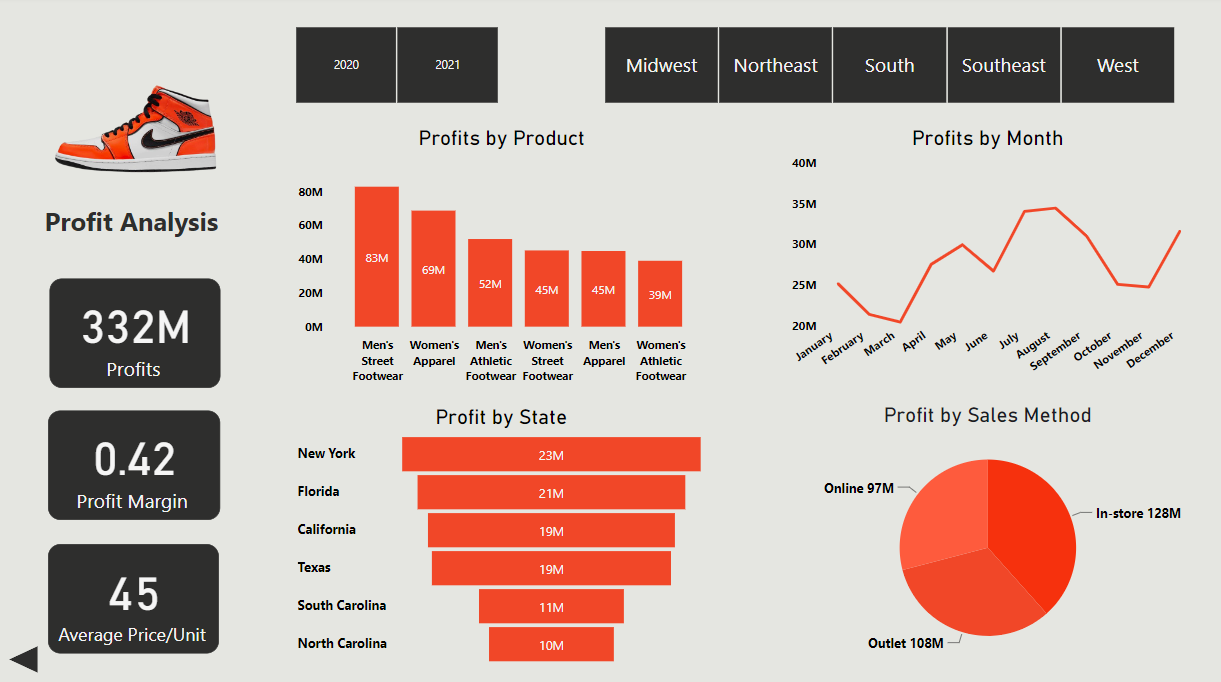 2020
2021
Midwest
Northeast
South
Southeast
West
Profit Analysis
332M
Profits
0.42
Profit Margin
45
Average Price/Unit
Profits by Product
80M
60M
40M
20M
0M
83M
69M
52M
45M
45M
39M
Men's
Street
Footwear
Women's
Apparel
Men's
Athletic
Footwear
Women's
Street
Footwear
Men's
Apparel
Women's
Athletic
Footwear
Profits by Month
40M
35M
30M
25M
20M
January
February
March
April
May
June
July
August
September
October
November
December
Profit by State
New York
23M
Florida
21M
California
19M
Texas
19M
South Carolina
11M
North Carolina
10M
Profit by Sales Method
Online 97M
In-store 128M
Outlet 108M